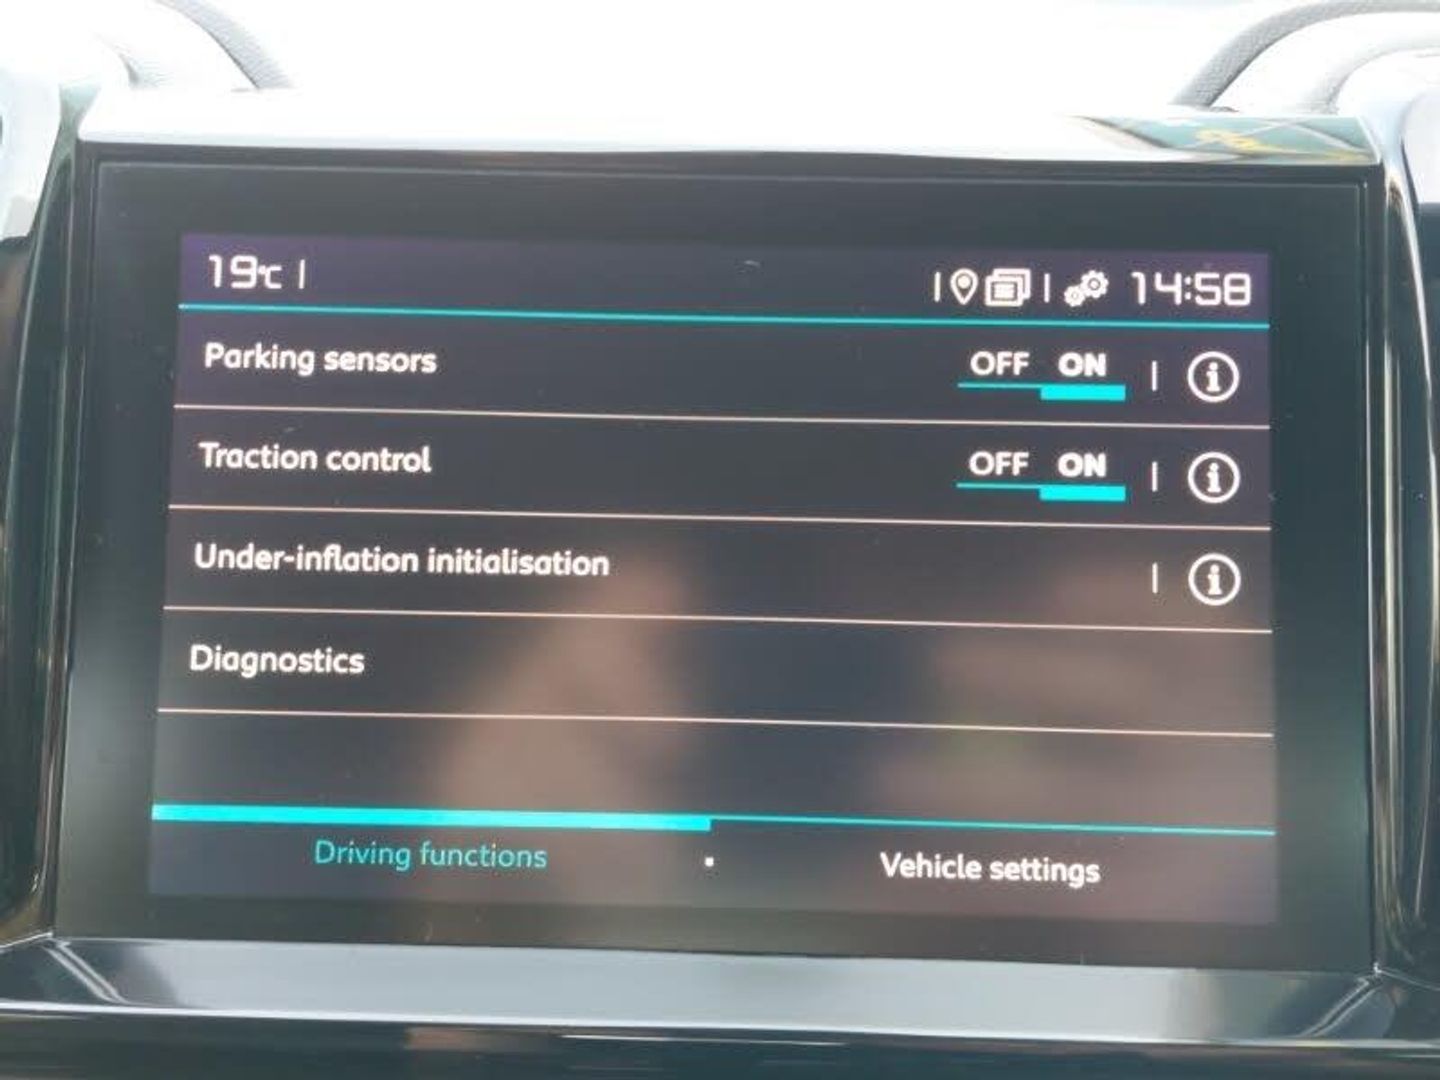 19°C 14:58
Parking sensors OFF ON
Traction control OFF ON
Under-inflation initialisation
Diagnostics
Driving functions Vehicle settings